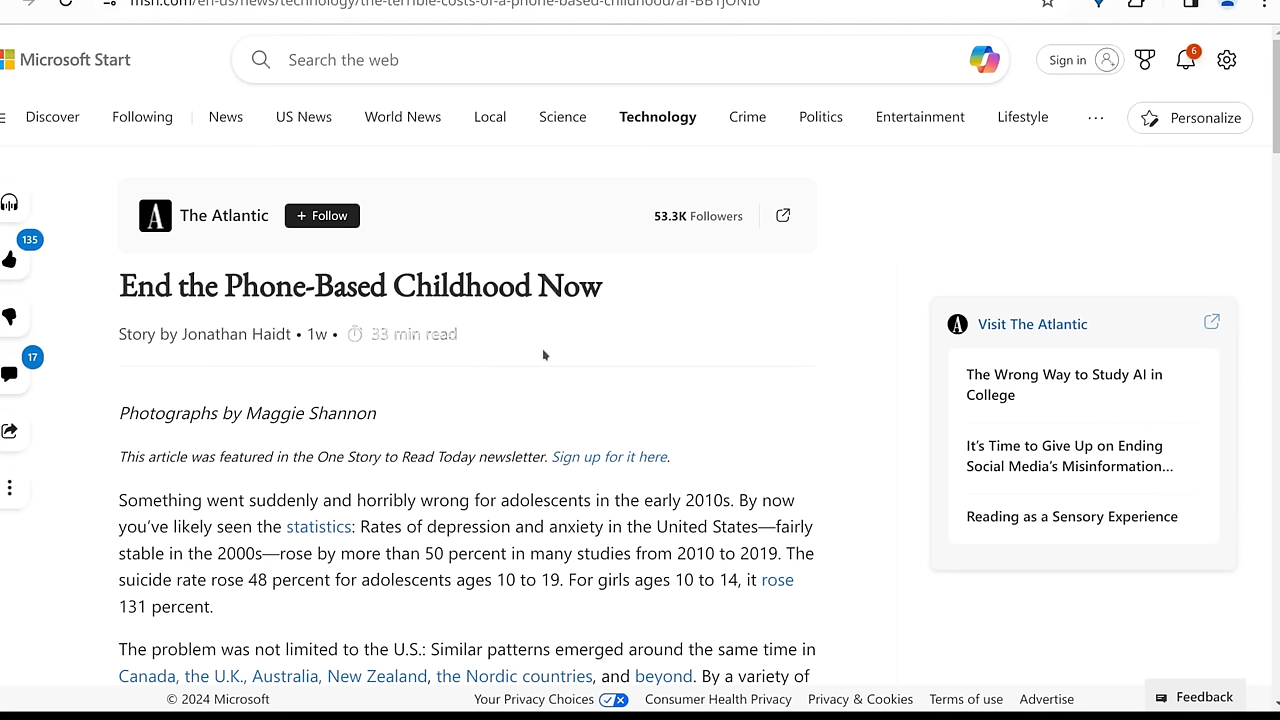 msn.com/en-us/news/technology/the-terrible-costs-of-a-phone-based-childhood/ar-BB1jONI0
Microsoft Start
Search the web
Sign in
6
Discover Following News US News World News Local Science Technology Crime Politics Entertainment Lifestyle ... Personalize
A The Atlantic + Follow 53.3K Followers
135
End the Phone-Based Childhood Now
Story by Jonathan Haidt • 1w • 33 min read
17
Photographs by Maggie Shannon
This article was featured in the One Story to Read Today newsletter. Sign up for it here.
Something went suddenly and horribly wrong for adolescents in the early 2010s. By now
you’ve likely seen the statistics: Rates of depression and anxiety in the United States—fairly
stable in the 2000s—rose by more than 50 percent in many studies from 2010 to 2019. The
suicide rate rose 48 percent for adolescents ages 10 to 19. For girls ages 10 to 14, it rose
131 percent.
The problem was not limited to the U.S.: Similar patterns emerged around the same time in
Canada, the U.K., Australia, New Zealand, the Nordic countries, and beyond. By a variety of
A Visit The Atlantic
The Wrong Way to Study AI in
College
It’s Time to Give Up on Ending
Social Media’s Misinformation...
Reading as a Sensory Experience
© 2024 Microsoft Your Privacy Choices Consumer Health Privacy Privacy & Cookies Terms of use Advertise Feedback